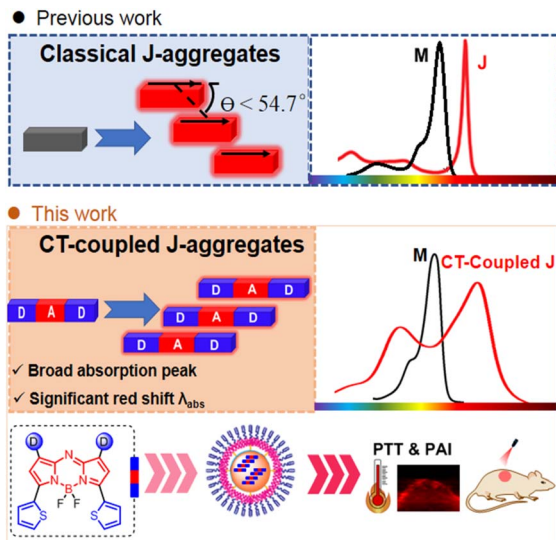 Previous work
Classical J-aggregates
ϴ < 54.7°
M
J
This work
CT-coupled J-aggregates
D A D
D A D
D A D
D A D
✓ Broad absorption peak
✓ Significant red shift λabs
M
CT-Coupled J
D
D
N
N
N
B
F
F
S
S
PTT & PAI